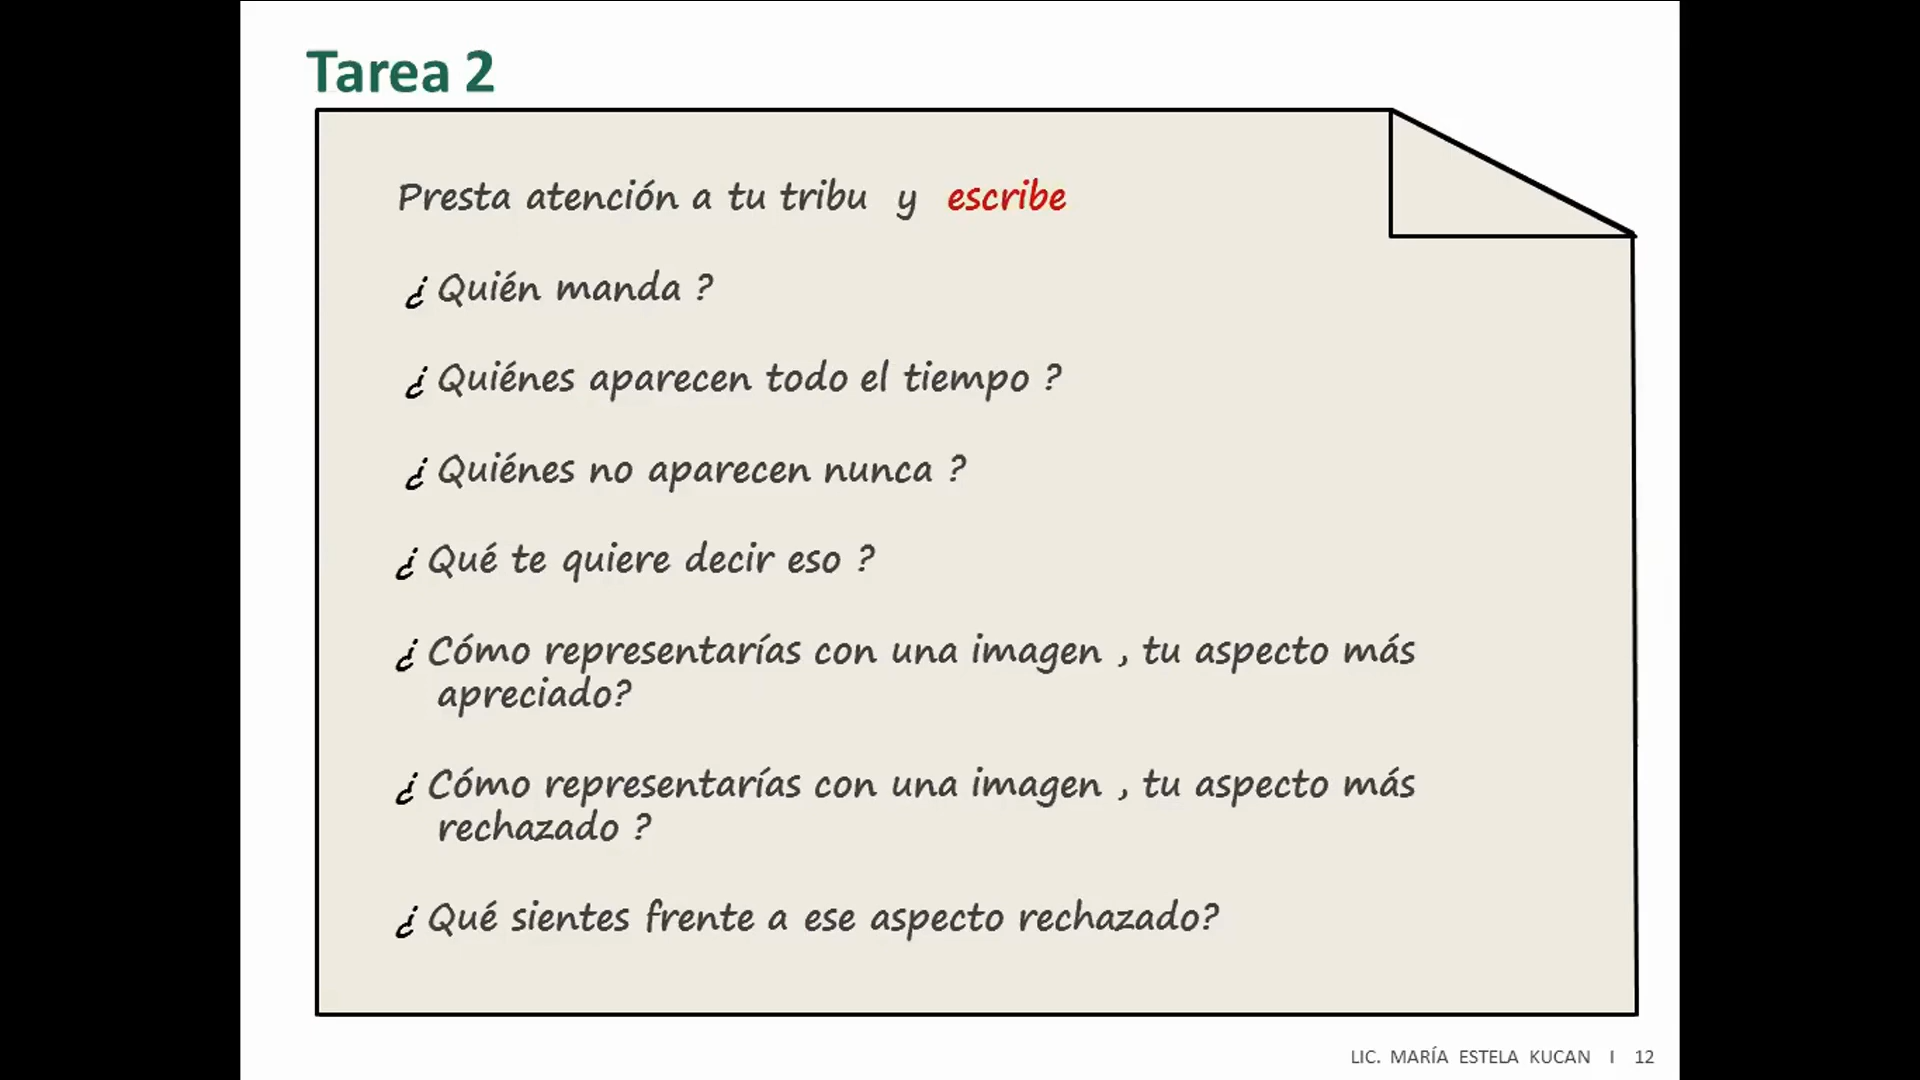 Tarea 2
Presta atención a tu tribu y escribe
¿ Quién manda ?
¿ Quiénes aparecen todo el tiempo ?
¿ Quiénes no aparecen nunca ?
¿ Qué te quiere decir eso ?
¿ Cómo representarías con una imagen , tu aspecto más
apreciado?
¿ Cómo representarías con una imagen , tu aspecto más
rechazado ?
¿ Qué sientes frente a ese aspecto rechazado?
LIC. MARÍA ESTELA KUCAN I 12